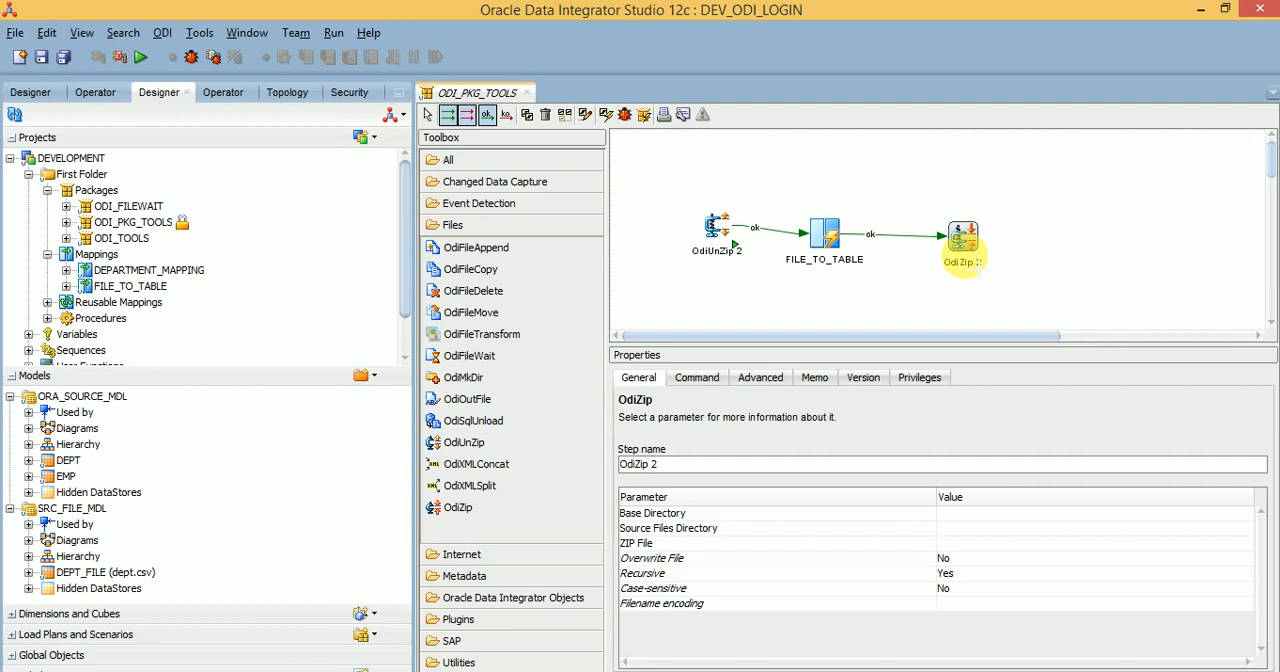 Oracle Data Integrator Studio 12c : DEV_ODI_LOGIN
File Edit View Search ODI Tools Window Team Run Help
Designer Operator Designer Operator Topology Security
ODI_PKG_TOOLS
Projects
DEVELOPMENT
First Folder
Packages
ODI_FILEWAIT
ODI_PKG_TOOLS
ODI_TOOLS
Mappings
DEPARTMENT_MAPPING
FILE_TO_TABLE
Reusable Mappings
Procedures
Variables
Sequences
Models
ORA_SOURCE_MDL
Used by
Diagrams
Hierarchy
DEPT
EMP
Hidden DataStores
SRC_FILE_MDL
Used by
Diagrams
Hierarchy
DEPT_FILE (dept.csv)
Hidden DataStores
Dimensions and Cubes
Load Plans and Scenarios
Global Objects
ok ko
Toolbox
All
Changed Data Capture
Event Detection
Files
OdiFileAppend
OdiFileCopy
OdiFileDelete
OdiFileMove
OdiFileTransform
OdiFileWait
OdiMkDir
OdiOutFile
OdiSqlUnload
OdiUnZip
OdiXMLConcat
OdiXMLSplit
OdiZip
Internet
Metadata
Oracle Data Integrator Objects
Plugins
SAP
Utilities
ok ok
OdiUnZip 2 FILE_TO_TABLE OdiZip 2
Properties
General Command Advanced Memo Version Privileges
OdiZip
Select a parameter for more information about it.
Step name
OdiZip 2
Parameter Value
Base Directory
Source Files Directory
ZIP File
Overwrite File No
Recursive Yes
Case-sensitive No
Filename encoding